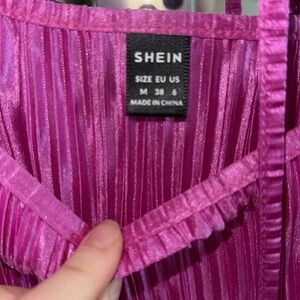 SHEIN
SIZE EU US
M 38 6
MADE IN CHINA